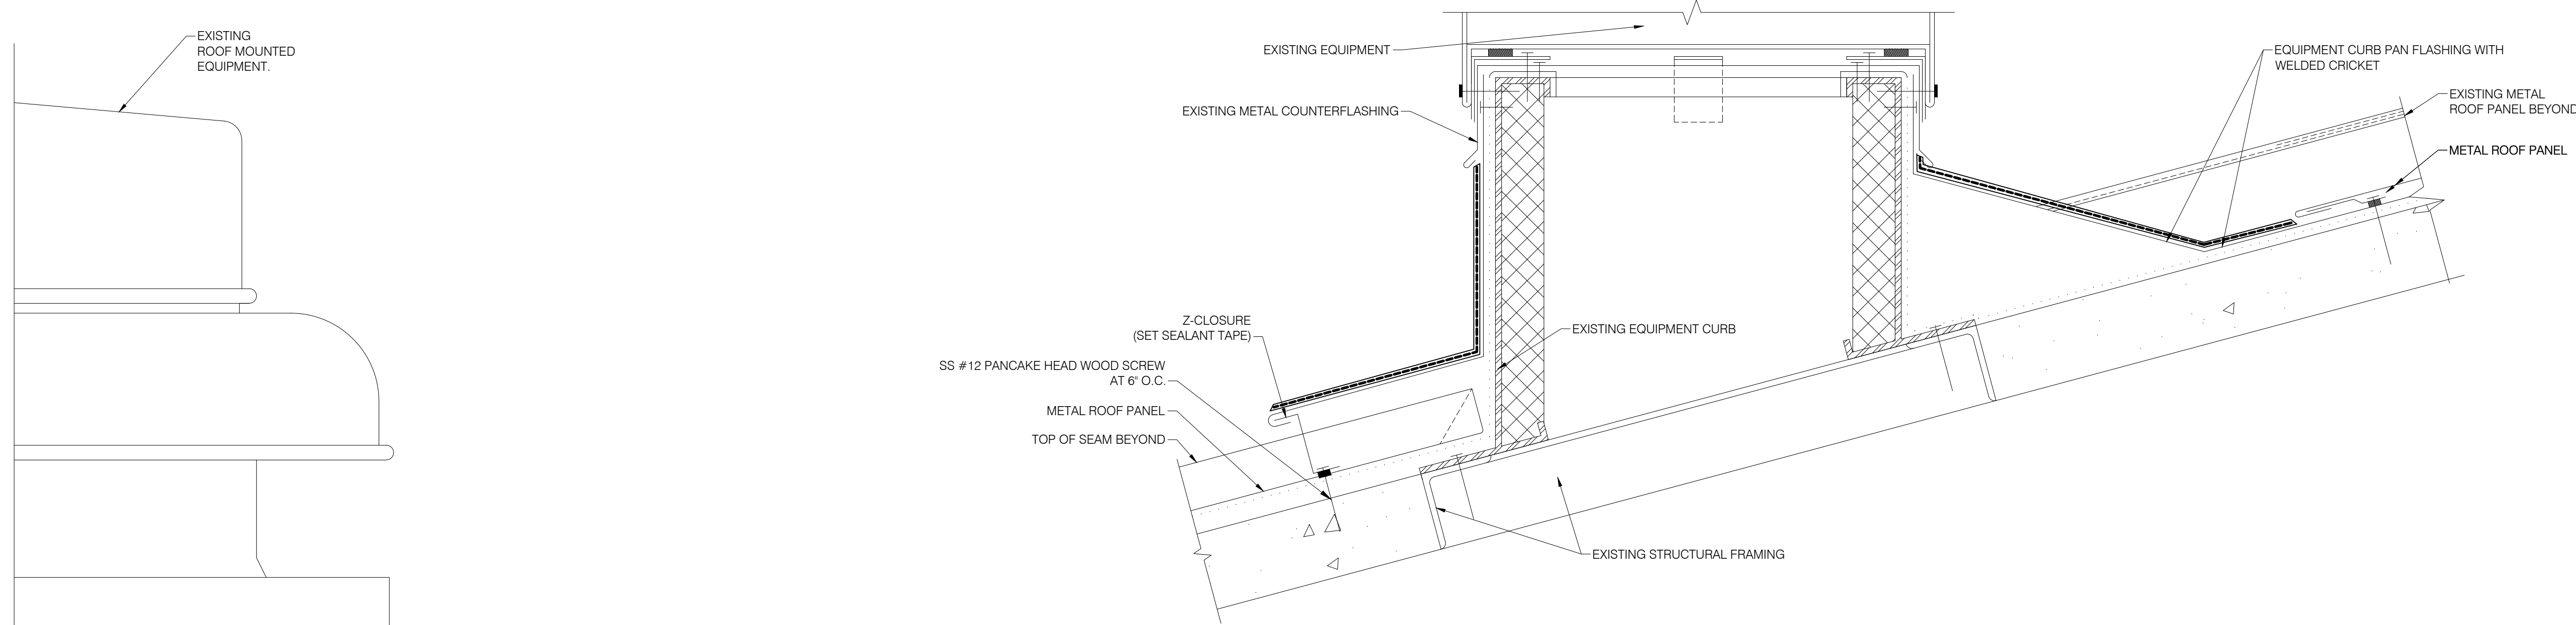 EXISTING
ROOF MOUNTED
EQUIPMENT.
EXISTING EQUIPMENT
EXISTING METAL COUNTERFLASHING
EQUIPMENT CURB PAN FLASHING WITH
WELDED CRICKET
EXISTING METAL
ROOF PANEL BEYOND
METAL ROOF PANEL
Z-CLOSURE
(SET SEALANT TAPE)
SS #12 PANCAKE HEAD WOOD SCREW
AT 6" O.C.
METAL ROOF PANEL
TOP OF SEAM BEYOND
EXISTING EQUIPMENT CURB
EXISTING STRUCTURAL FRAMING